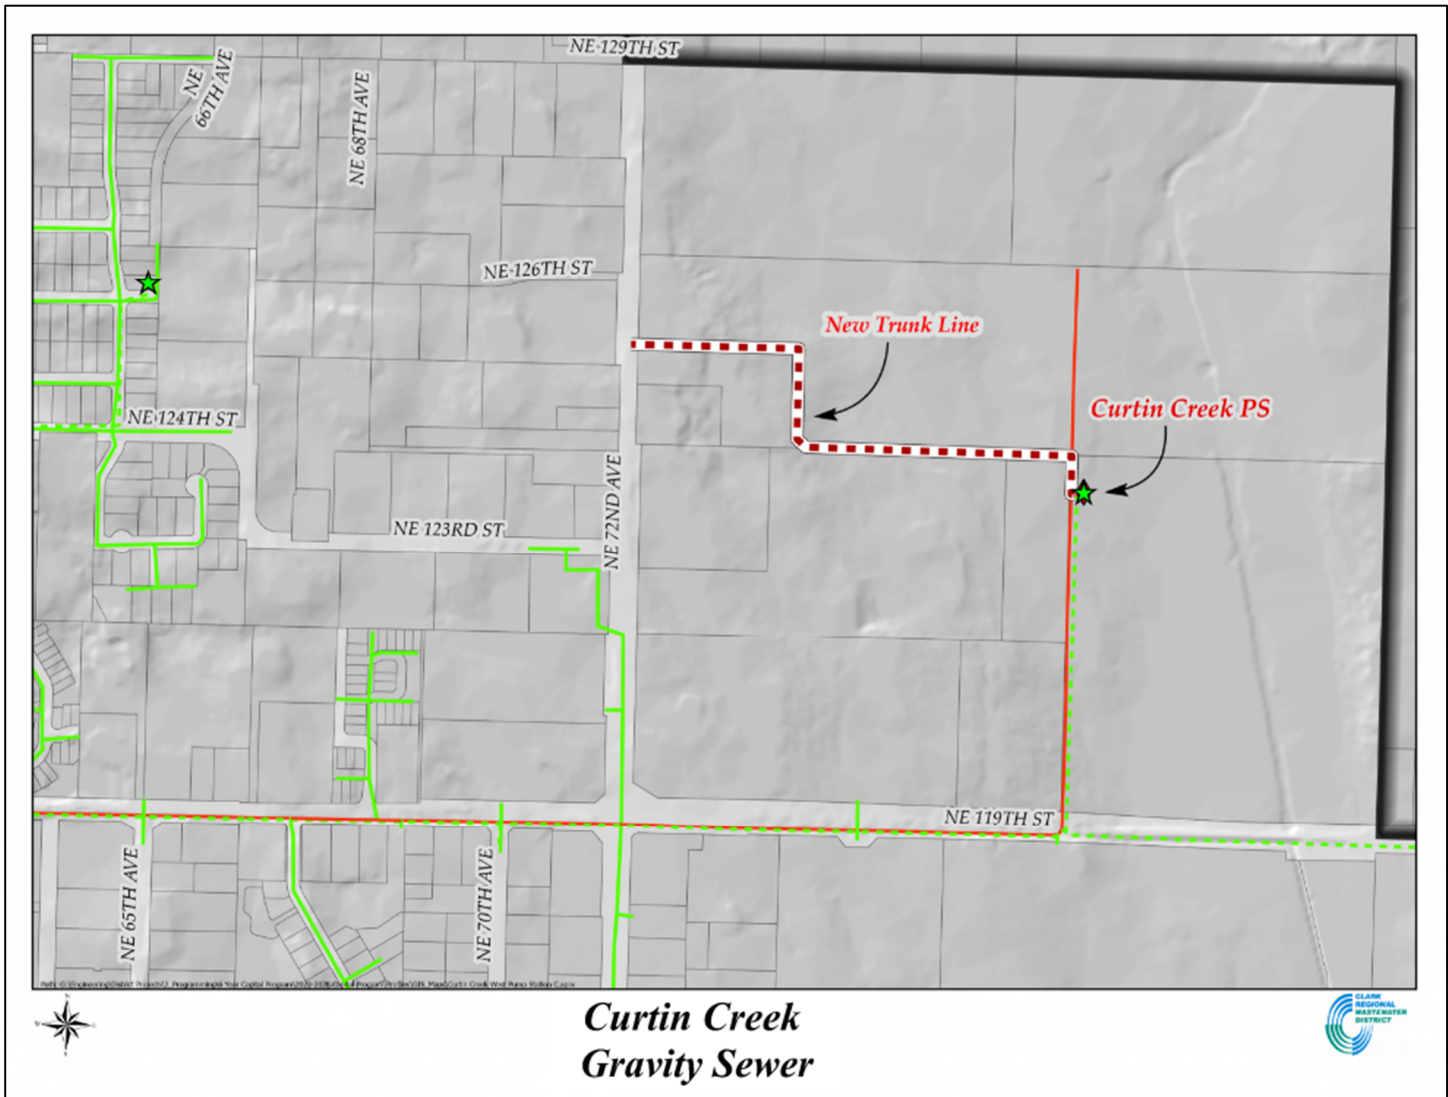 NE 129TH ST
NE
66TH AVE
NE 68TH AVE
NE 126TH ST
New Trunk Line
Curtin Creek PS
NE 124TH ST
NE 72ND AVE
NE 123RD ST
NE 119TH ST
NE 65TH AVE
NE 70TH AVE
Curtin Creek
Gravity Sewer
CLARK
REGIONAL
WASTEWATER
DISTRICT